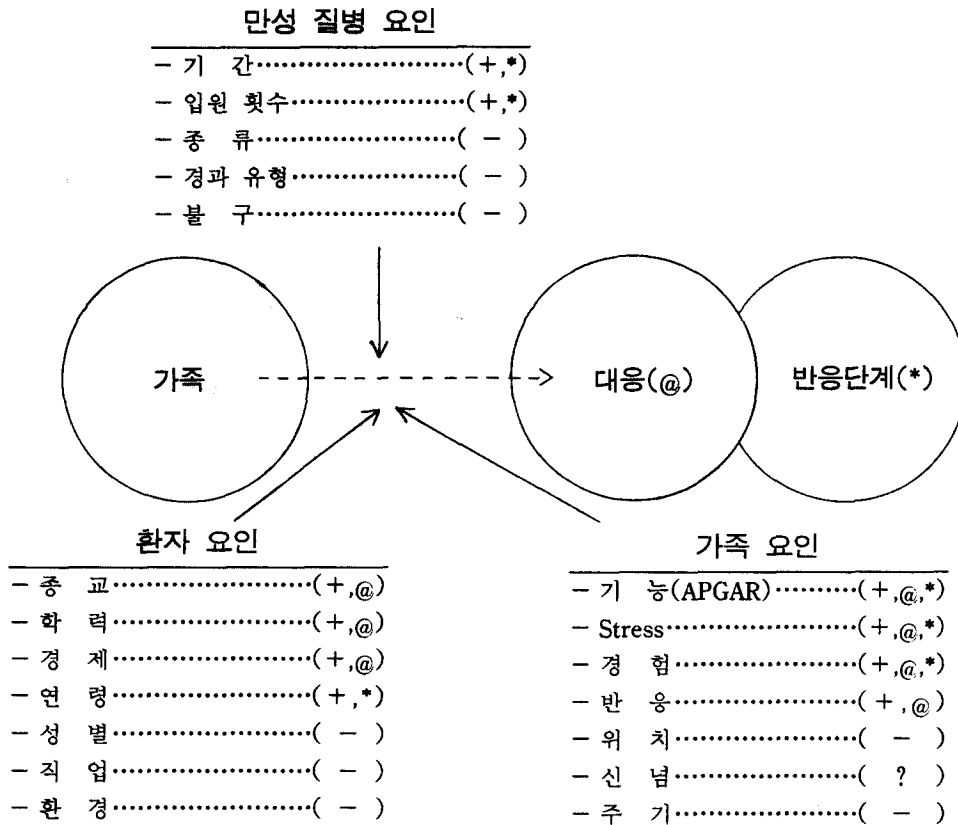 만성 질병 요인
- 기 간························(+,*)
- 입원 횟수·····················(+,*)
- 종 류························( - )
- 경과 유형····················( - )
- 불 구························( - )
가족
대응(@)
반응단계(*)
환자 요인
- 종 교························(+,@)
- 학 력························(+,@)
- 경 제························(+,@)
- 연 령························(+,*)
- 성 별························( - )
- 직 업························( - )
- 환 경························( - )
가족 요인
- 기 능(APGAR)··········(+,@,*)
- Stress·······················(+,@,*)
- 경 험······················(+,@,*)
- 반 응······················(+,@)
- 위 치······················( - )
- 신 념······················( ? )
- 주 기······················( - )